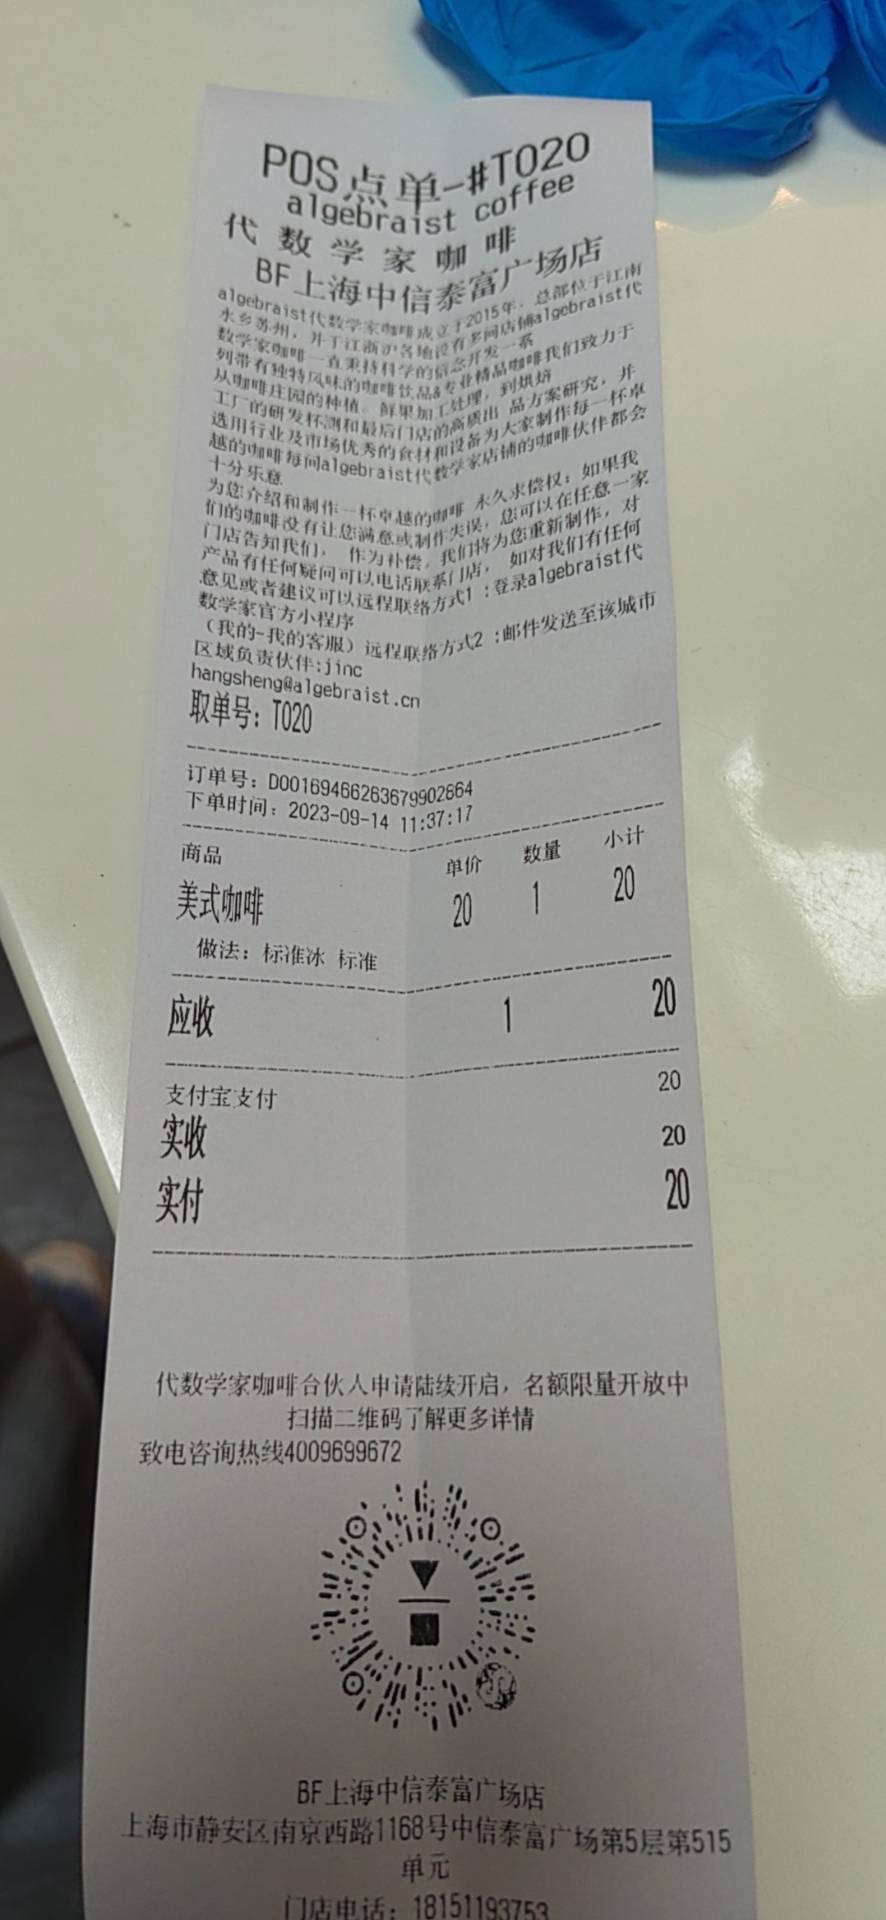 POS点单-#T020
algebraist coffee
代数学家咖啡
BF上海中信泰富广场店
algebraist代数学家咖啡成立于2015年，总部位于江南
水乡苏州，并于江浙沪各地设有多间店铺algebraist代
数学家咖啡一直秉持科学的信念开发一系
列带有独特风味的咖啡饮品&专业精品咖啡我们致力于
从咖啡庄园的种植。鲜果加工处理，到烘焙
工厂的研发杯测和最后门店的高质出 品方案研究，并
选用行业及市场优秀的食材和设备为大家制作每一杯卓
越的咖啡每间algebraist代数学家店铺的咖啡伙伴都会
十分乐意
为您介绍和制作一杯卓越的咖啡 永久求偿权：如果我
们的咖啡没有让您满意或制作失误，您可以在任意一家
门店告知我们， 作为补偿，我们将为您重新制作，对
产品有任何疑问可以电话联系门店， 如对我们有任何
意见或者建议可以远程联络方式1 :登录algebraist代
数学家官方小程序
（我的-我的客服）远程联络方式2 :邮件发送至该城市
区域负责伙伴:jinc
hangsheng@algebraist.cn
取单号：T020
订单号：D00169466263679902664
下单时间：2023-09-14 11:37:17
商品 单价 数量 小计
美式咖啡 20 1 20
做法：标准冰 标准
应收 1 20
支付宝支付 20
实收 20
实付 20
代数学家咖啡合伙人申请陆续开启，名额限量开放中
扫描二维码了解更多详情
致电咨询热线4009699672
BF上海中信泰富广场店
上海市静安区南京西路1168号中信泰富广场第5层第515
单元
门店电话：18151193753